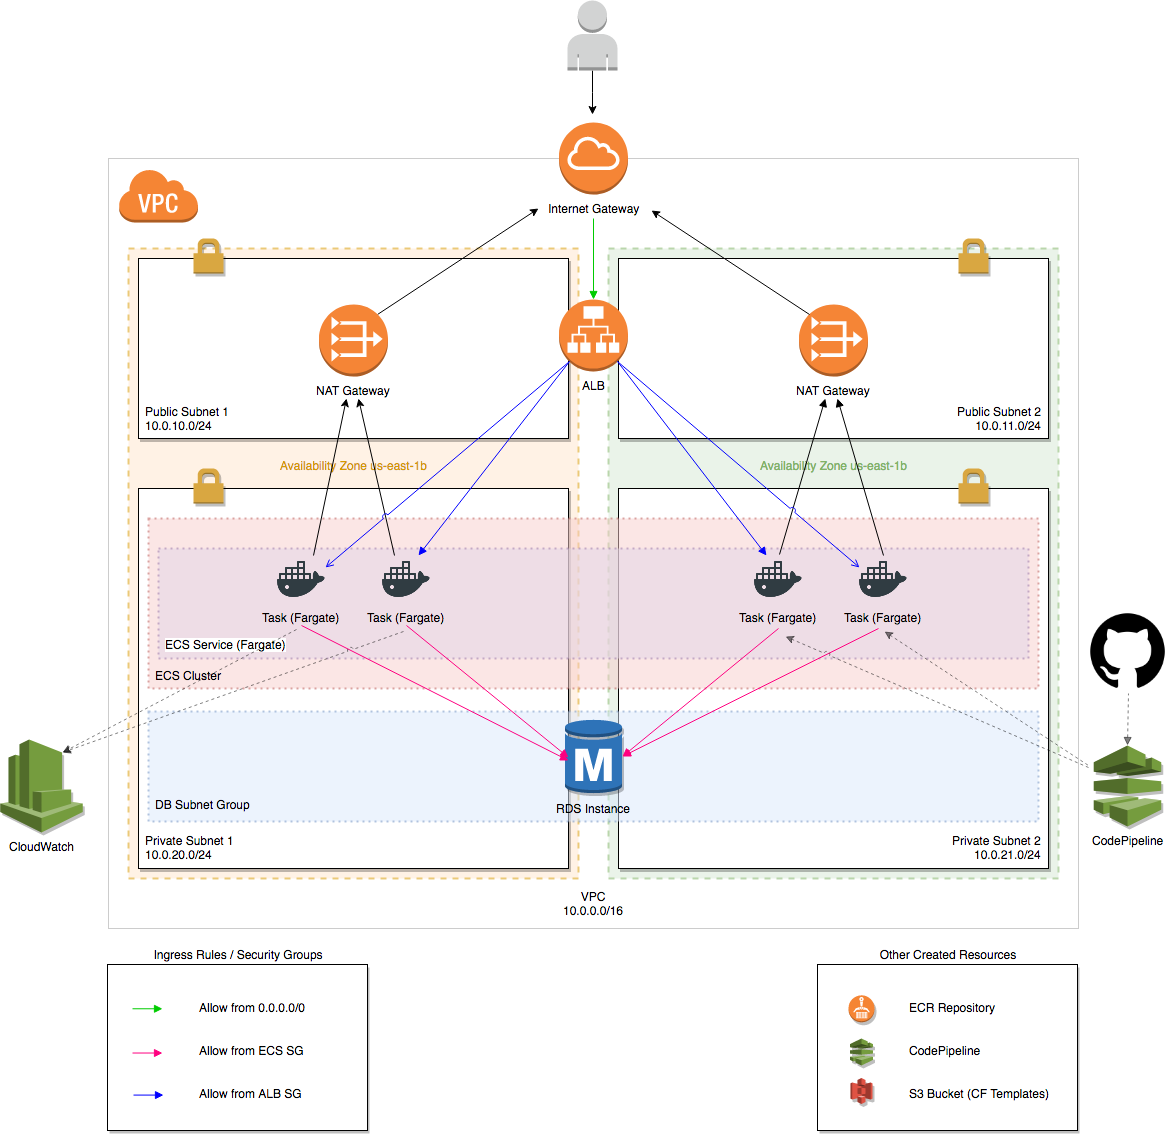 VPC
Internet Gateway
NAT Gateway
ALB
NAT Gateway
Public Subnet 1
10.0.10.0/24
Public Subnet 2
10.0.11.0/24
Availability Zone us-east-1b
Availability Zone us-east-1b
Task (Fargate)
Task (Fargate)
Task (Fargate)
Task (Fargate)
ECS Service (Fargate)
ECS Cluster
M
DB Subnet Group
RDS Instance
CloudWatch
CodePipeline
Private Subnet 1
10.0.20.0/24
Private Subnet 2
10.0.21.0/24
VPC
10.0.0.0/16
Ingress Rules / Security Groups
Allow from 0.0.0.0/0
Allow from ECS SG
Allow from ALB SG
Other Created Resources
ECR Repository
CodePipeline
S3 Bucket (CF Templates)